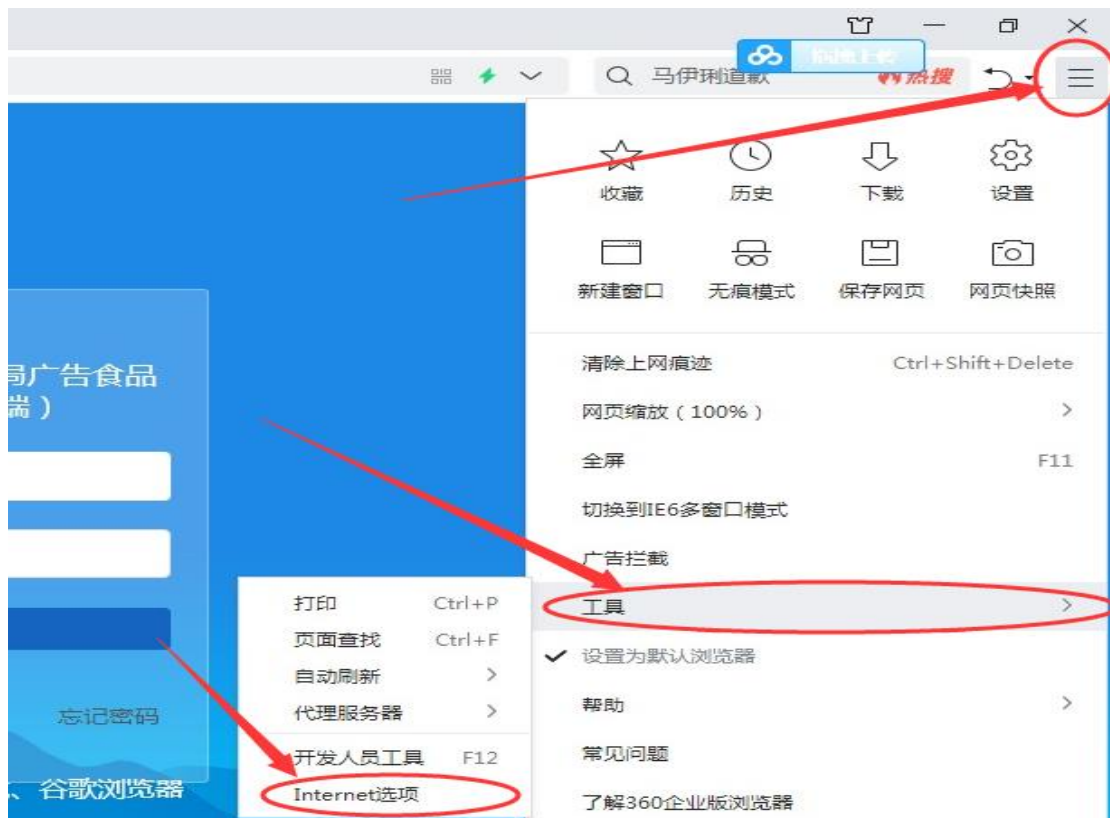 马伊琍道歉 热搜
收藏 历史 下载 设置
新建窗口 无痕模式 保存网页 网页快照
清除上网痕迹 Ctrl+Shift+Delete
网页缩放(100%)
全屏 F11
切换到IE6多窗口模式
广告拦截
工具
设置为默认浏览器
帮助
常见问题
了解360企业版浏览器
局广告食品
端)
忘记密码
、谷歌浏览器
打印 Ctrl+P
页面查找 Ctrl+F
自动刷新
代理服务器
开发人员工具 F12
Internet选项